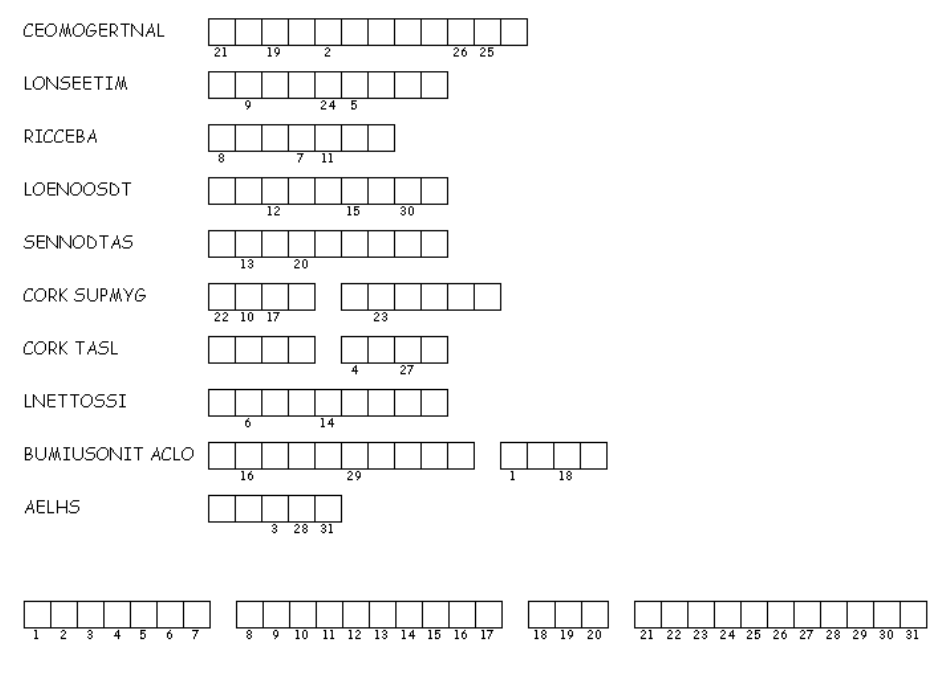 CEOMOGERTNAL
21 19 2 26 25
LONSEETIM
9 24 5
RICCEBA
8 7 11
LOENOOSDT
12 15 30
SENNODTAS
13 20
CORK SUPMYG
22 10 17 23
CORK TASL
4 27
LNETTOSSI
6 14
BUMIUSONIT ACLO
16 29 1 18
AELHS
3 28 31
1 2 3 4 5 6 7 8 9 10 11 12 13 14 15 16 17 18 19 20 21 22 23 24 25 26 27 28 29 30 31